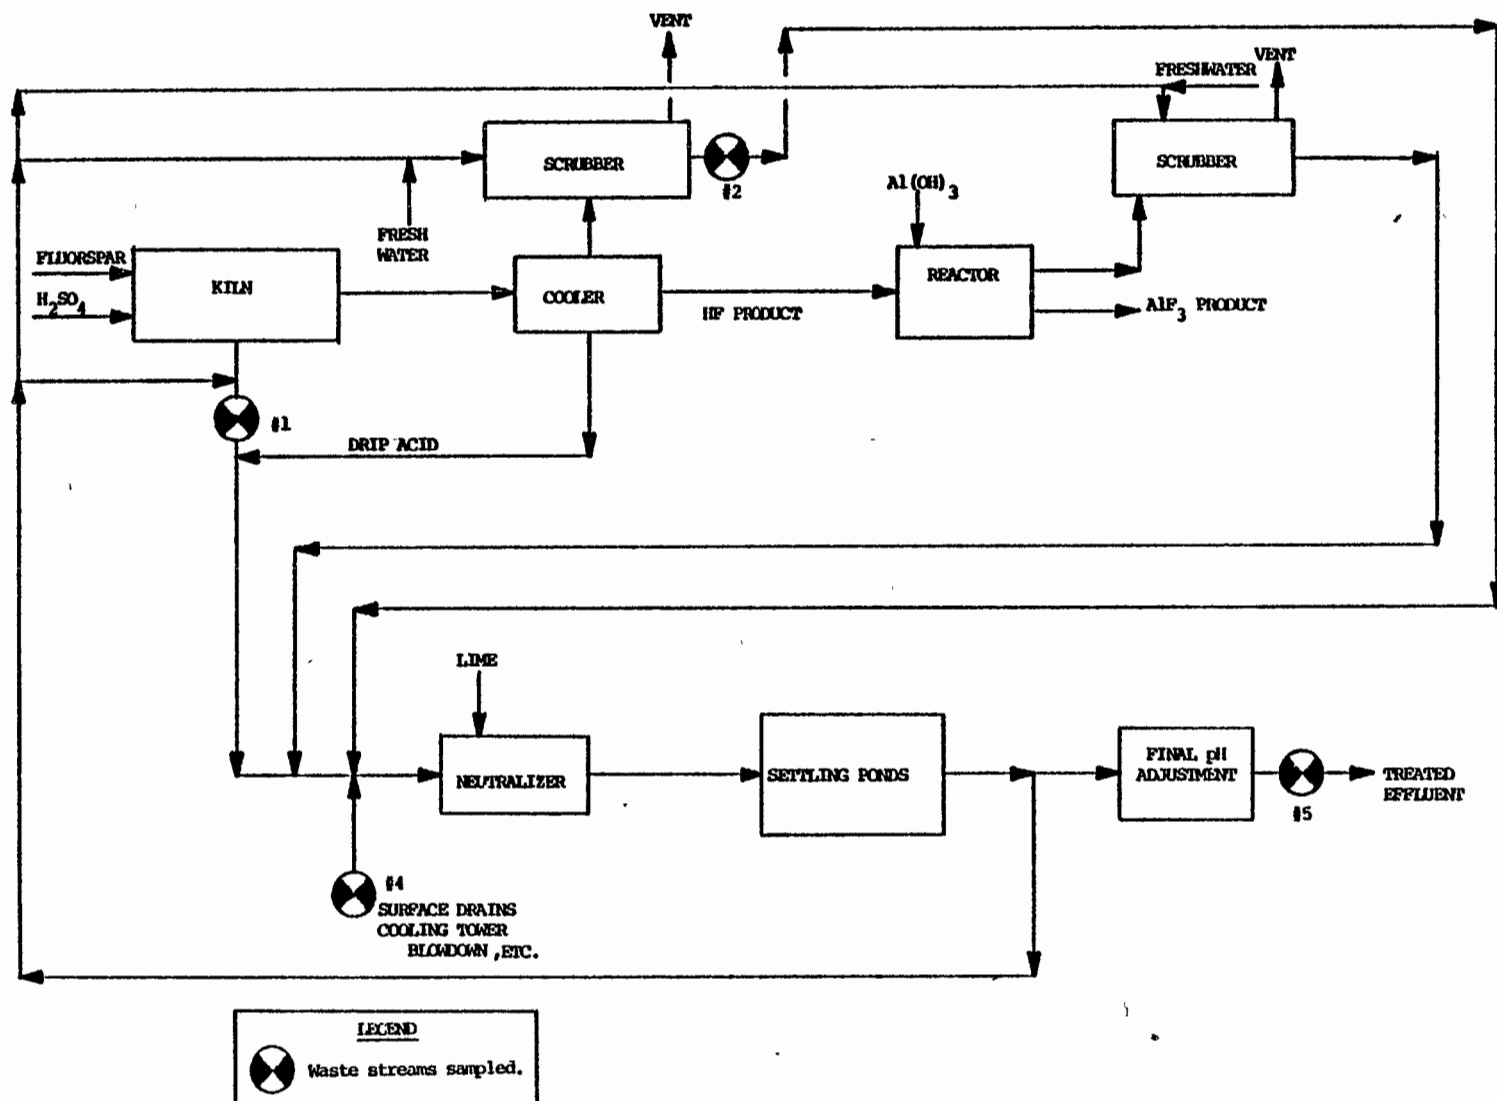 VENT
VENT
FRESHWATER
SCRUBBER
SCRUBBER
#2
Al(OH)3
FRESH
WATER
FLUORSPAR
KILN
REACTOR
H2SO4
COOLER
HF PRODUCT
AlF3 PRODUCT
#1
DRIP ACID
LIME
FINAL pH
ADJUSTMENT
NEUTRALIZER
SETTLING PONDS
TREATED
EFFLUENT
#5
#4
SURFACE DRAINS
COOLING TOWER
BLOWDOWN ,ETC.
LEGEND
Waste streams sampled.